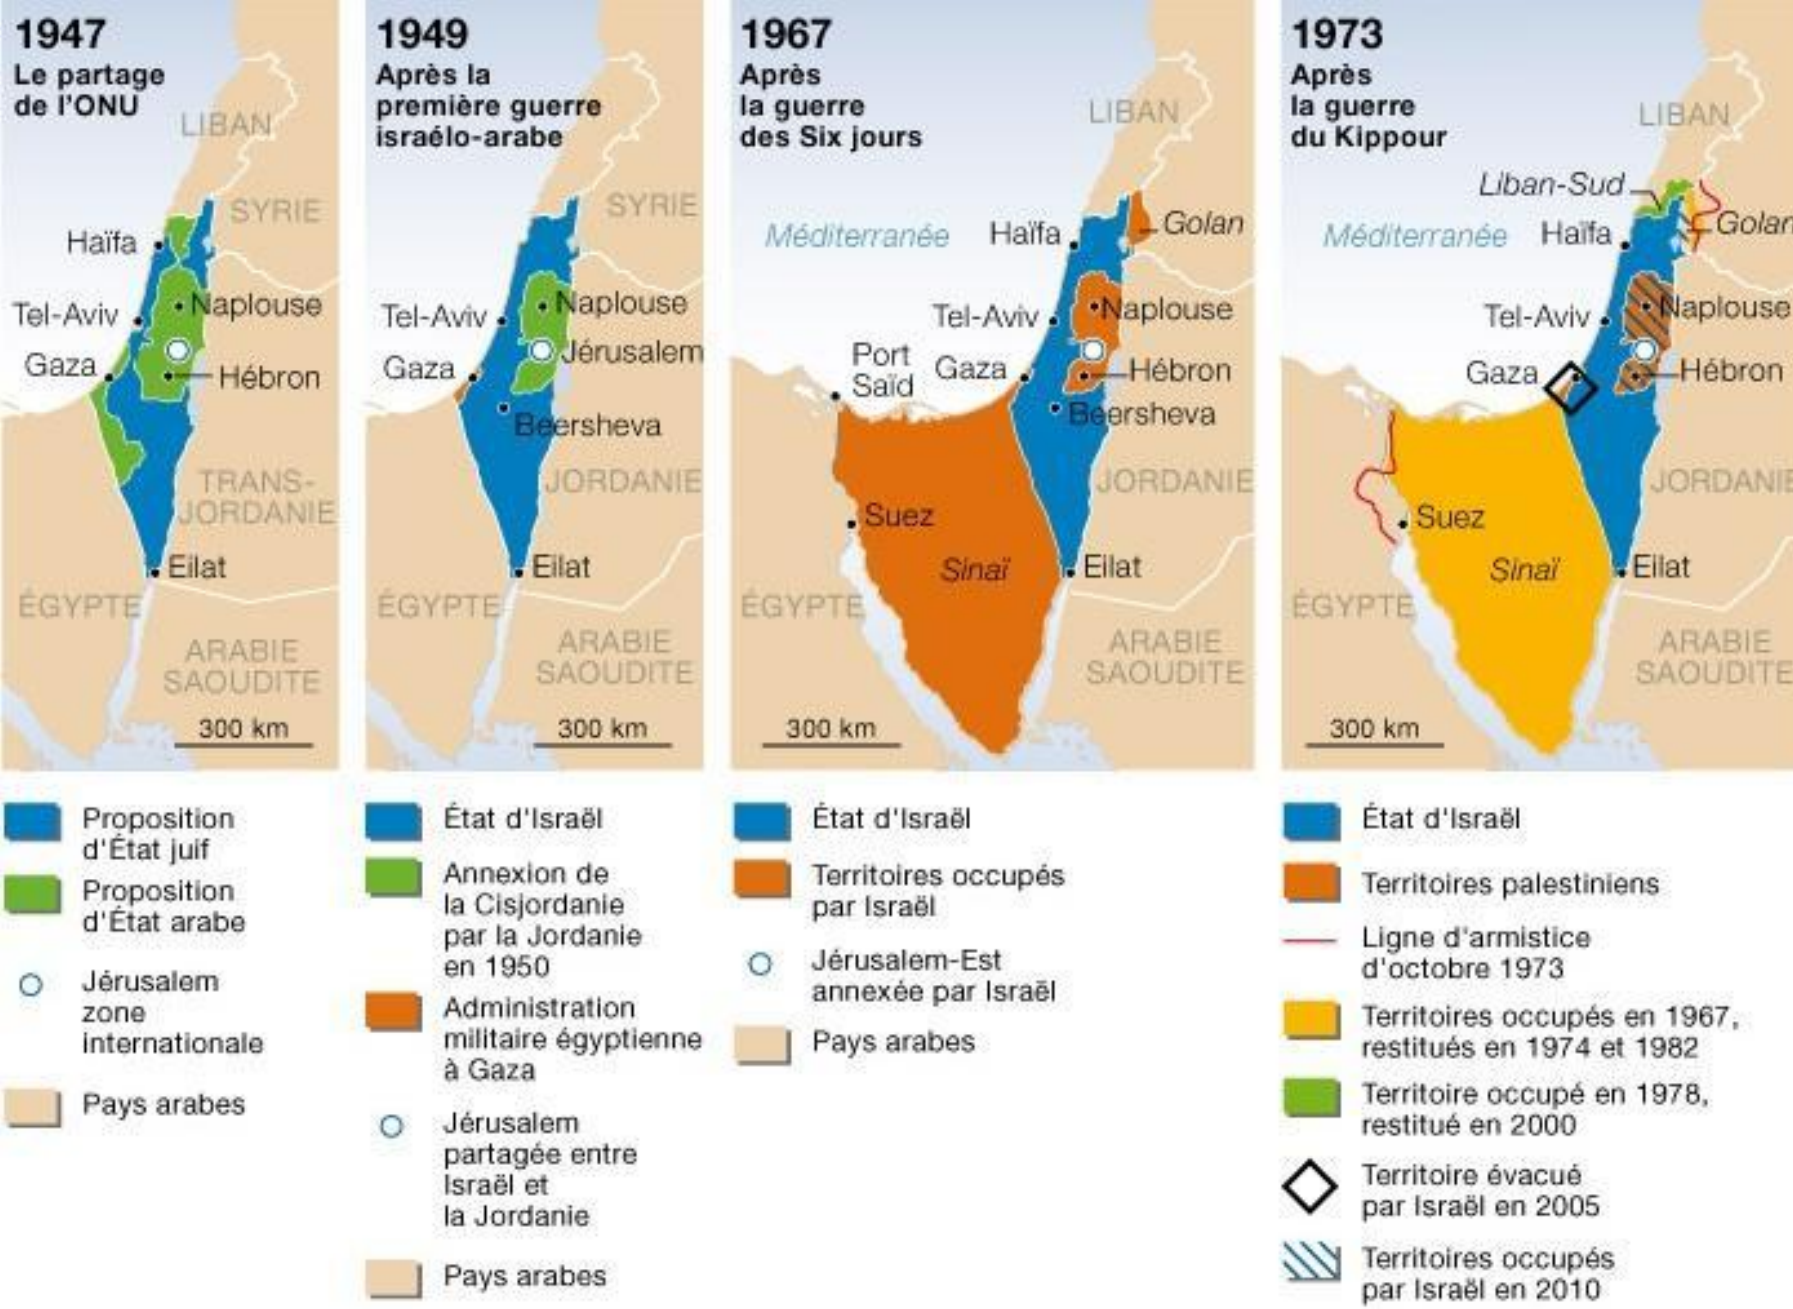 1947
Le partage
de l'ONU
LIBAN
SYRIE
Haïfa
Naplouse
Tel-Aviv
Gaza
Hébron
TRANS-
JORDANIE
Eilat
ÉGYPTE
ARABIE
SAOUDITE
300 km
Proposition
d'État juif
Proposition
d'État arabe
Jérusalem
zone
internationale
Pays arabes
1949
Après la
première guerre
israélo-arabe
SYRIE
Naplouse
Tel-Aviv
Jérusalem
Gaza
Beersheva
JORDANIE
Eilat
ÉGYPTE
ARABIE
SAOUDITE
300 km
État d'Israël
Annexion de
la Cisjordanie
par la Jordanie
en 1950
Administration
militaire égyptienne
à Gaza
Jérusalem
partagée entre
Israël et
la Jordanie
Pays arabes
1967
Après
la guerre
des Six jours
LIBAN
Golan
Méditerranée
Haïfa
Naplouse
Tel-Aviv
Port
Saïd
Gaza
Hébron
Beersheva
JORDANIE
Suez
Sinaï
Eilat
ÉGYPTE
ARABIE
SAOUDITE
300 km
État d'Israël
Territoires occupés
par Israël
Jérusalem-Est
annexée par Israël
Pays arabes
1973
Après
la guerre
du Kippour
LIBAN
Liban-Sud
Golan
Méditerranée
Haïfa
Naplouse
Tel-Aviv
Gaza
Hébron
JORDANIE
Suez
Sinaï
Eilat
ÉGYPTE
ARABIE
SAOUDITE
300 km
État d'Israël
Territoires palestiniens
Ligne d'armistice
d'octobre 1973
Territoires occupés en 1967,
restitués en 1974 et 1982
Territoire occupé en 1978,
restitué en 2000
Territoire évacué
par Israël en 2005
Territoires occupés
par Israël en 2010